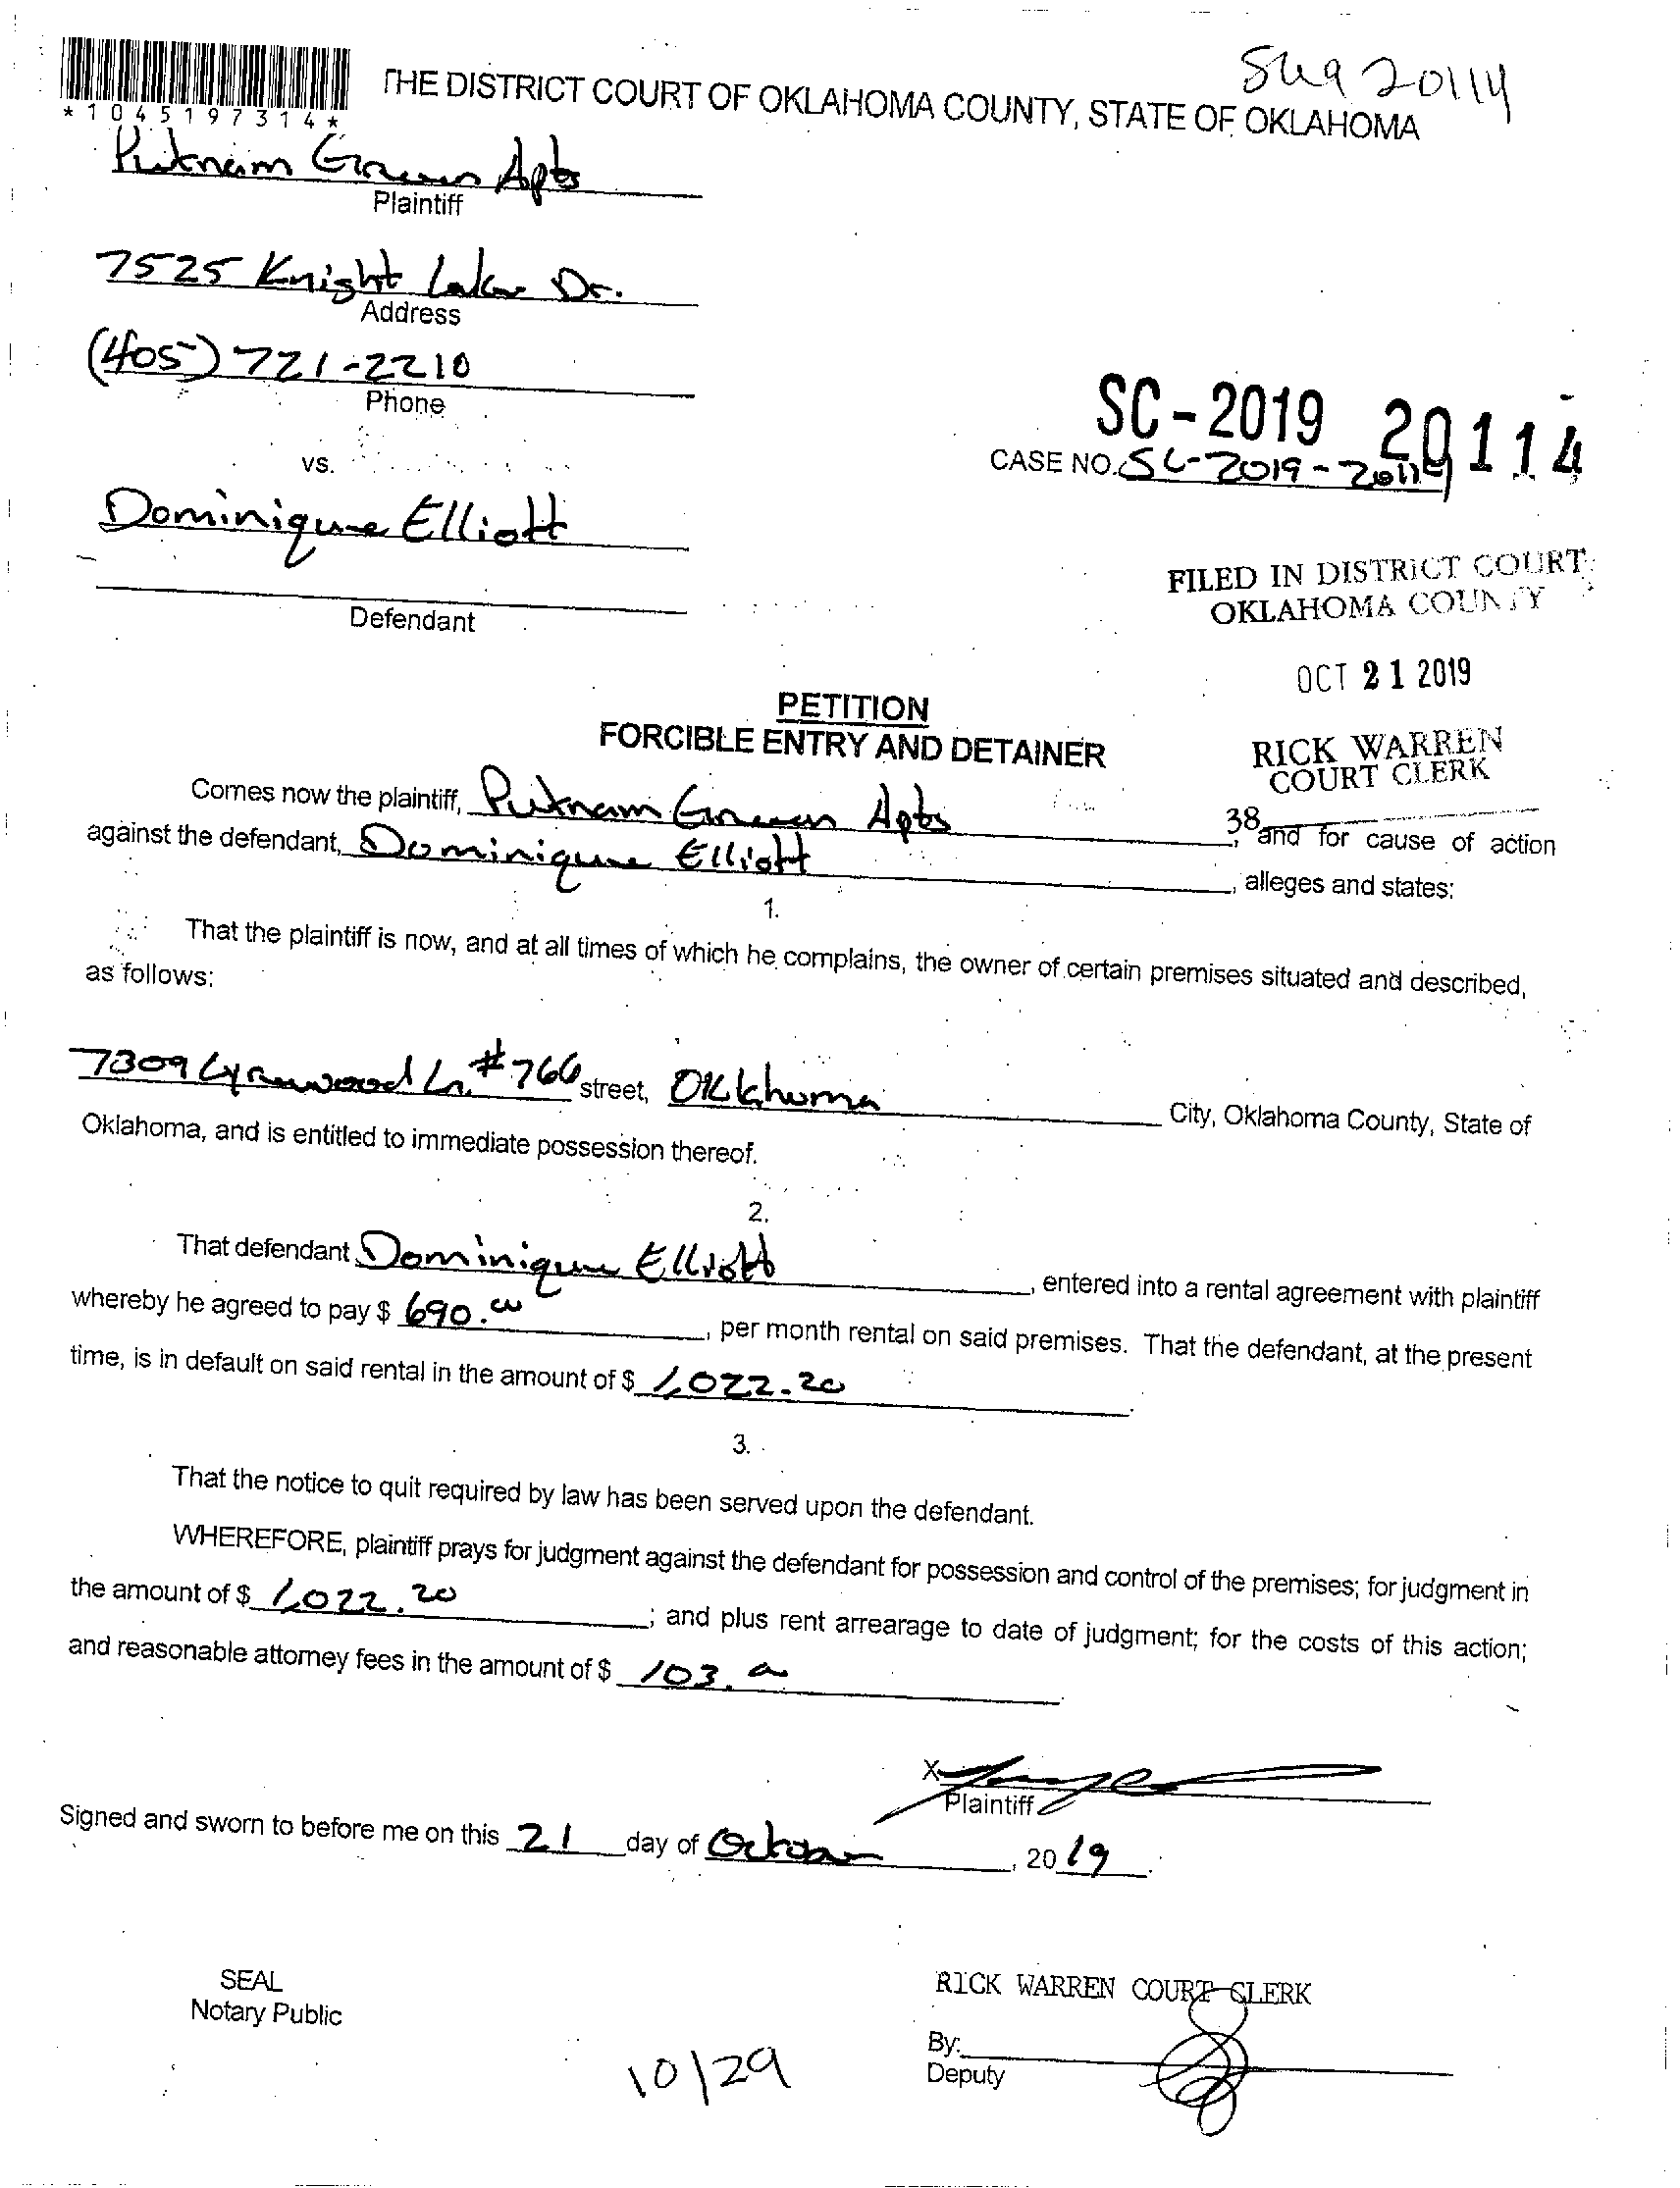 SC19 20114
*1045197314*
THE DISTRICT COURT OF OKLAHOMA COUNTY, STATE OF OKLAHOMA
Putnam Green Apts
Plaintiff
7525 Knight Lake Dr.
Address
(405) 721-2210
Phone
vs.
SC-2019 20114
CASE NO. SC-2019-20114
Dominique Elliott
Defendant
FILED IN DISTRICT COURT
OKLAHOMA COUNTY
OCT 21 2019
RICK WARREN
COURT CLERK
38
PETITION
FORCIBLE ENTRY AND DETAINER
Comes now the plaintiff, Putnam Green Apts, and for cause of action
against the defendant, Dominique Elliott, alleges and states:
1.
That the plaintiff is now, and at all times of which he complains, the owner of certain premises situated and described,
as follows:
7309 Lynnwood Ln. #766 street, Oklahoma City, Oklahoma County, State of
Oklahoma, and is entitled to immediate possession thereof.
2.
That defendant Dominique Elliott, entered into a rental agreement with plaintiff
whereby he agreed to pay $ 690.00, per month rental on said premises. That the defendant, at the present
time, is in default on said rental in the amount of $ 1,022.20.
3.
That the notice to quit required by law has been served upon the defendant.
WHEREFORE, plaintiff prays for judgment against the defendant for possession and control of the premises; for judgment in
the amount of $ 1,022.20; and plus rent arrearage to date of judgment; for the costs of this action;
and reasonable attorney fees in the amount of $ 103.00
X
Plaintiff
Signed and sworn to before me on this 21 day of October, 2019.
SEAL
Notary Public
RICK WARREN COURT CLERK
By:
Deputy
10/29